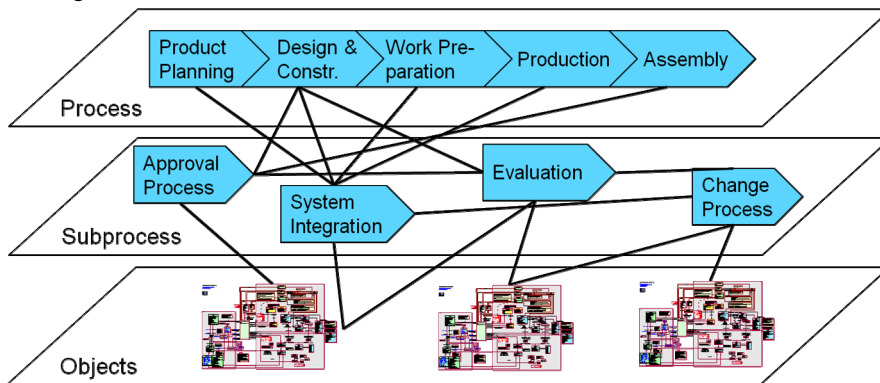 Product
Planning
Design &
Constr.
Work Pre-
paration
Production
Assembly
Process
Approval
Process
System
Integration
Evaluation
Change
Process
Subprocess
Objects